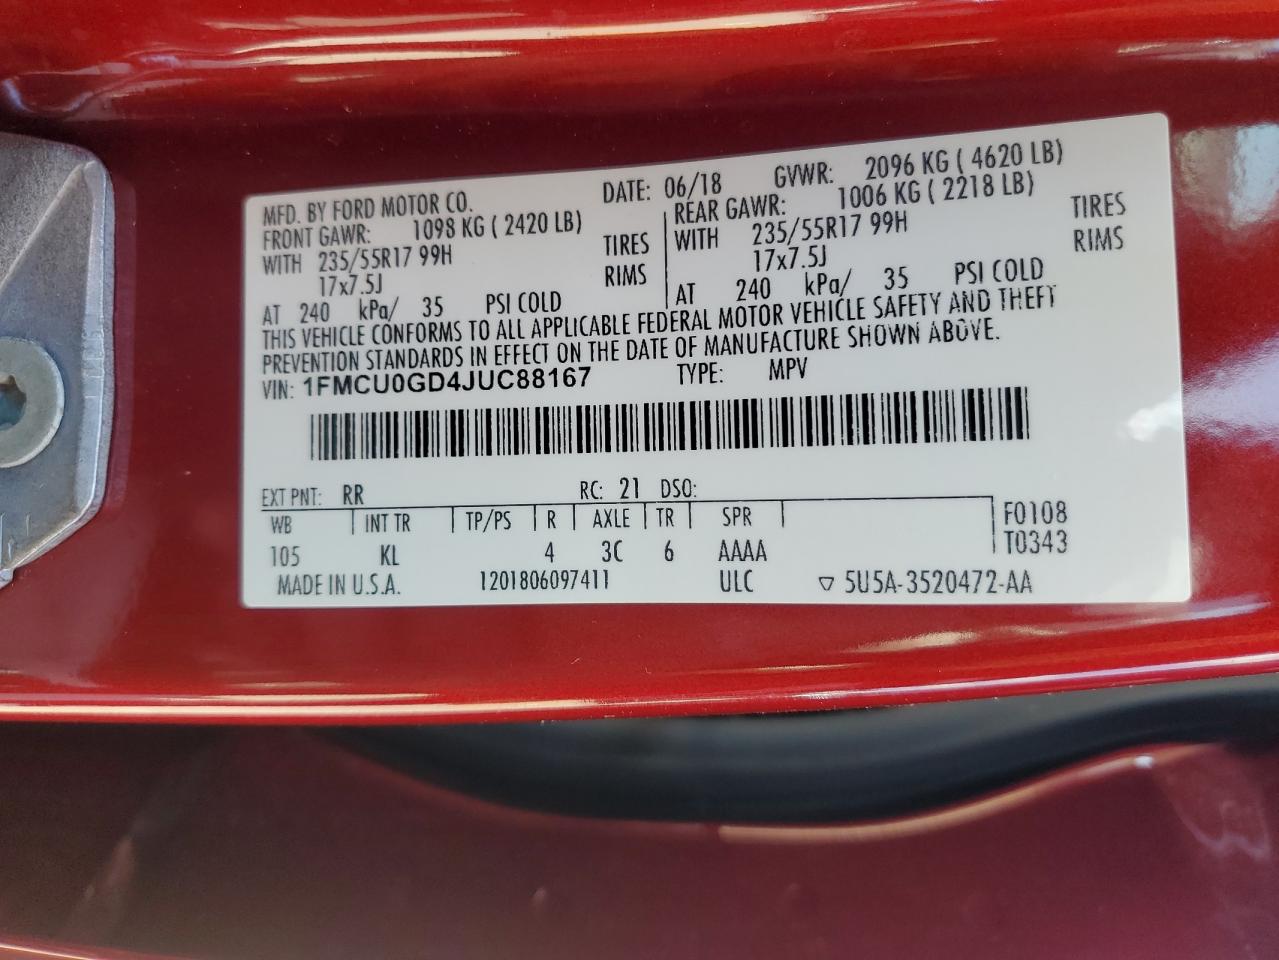 MFD. BY FORD MOTOR CO. DATE: 06/18 GVWR: 2096 KG ( 4620 LB)
FRONT GAWR: 1098 KG ( 2420 LB) REAR GAWR: 1006 KG ( 2218 LB)
WITH 235/55R17 99H TIRES WITH 235/55R17 99H TIRES
17x7.5J RIMS 17x7.5J RIMS
AT 240 kPa/ 35 PSI COLD AT 240 kPa/ 35 PSI COLD
THIS VEHICLE CONFORMS TO ALL APPLICABLE FEDERAL MOTOR VEHICLE SAFETY AND THEFT
PREVENTION STANDARDS IN EFFECT ON THE DATE OF MANUFACTURE SHOWN ABOVE.
VIN: 1FMCU0GD4JUC88167 TYPE: MPV
EXT PNT: RR RC: 21 DSO:
WB INT TR TP/PS R AXLE TR SPR F0108
105 KL 4 3C 6 AAAA T0343
MADE IN U.S.A. 1201806097411 ULC ▽ 5U5A-3520472-AA